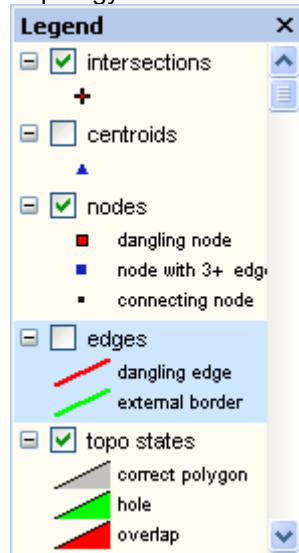 Legend
intersections
centroids
nodes
dangling node
node with 3+ edg
connecting node
edges
dangling edge
external border
topo states
correct polygon
hole
overlap